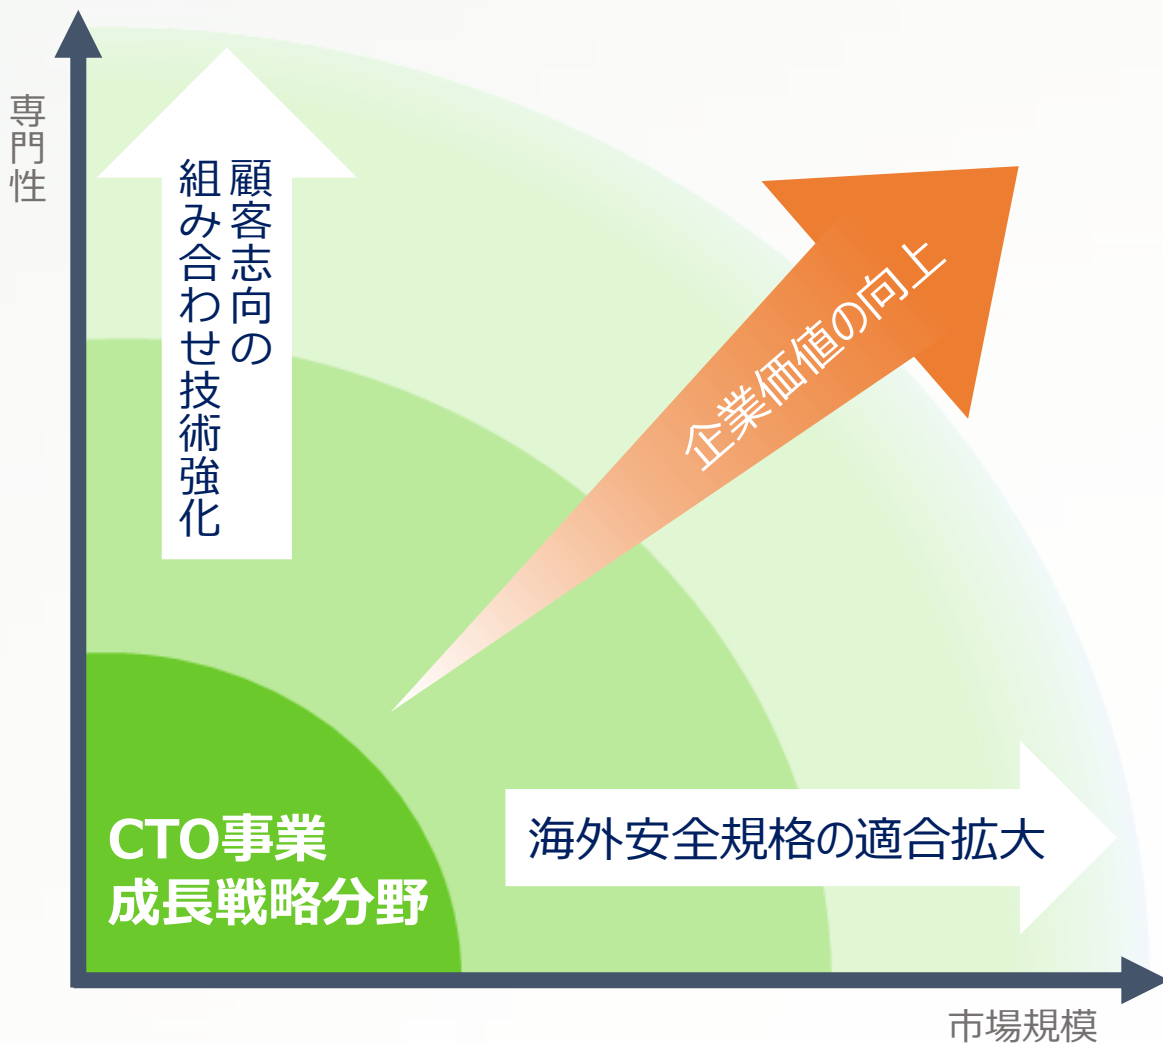 専門性
顧客志向の
組み合わせ技術強化
企業価値の向上
CTO事業
成長戦略分野
海外安全規格の適合拡大
市場規模